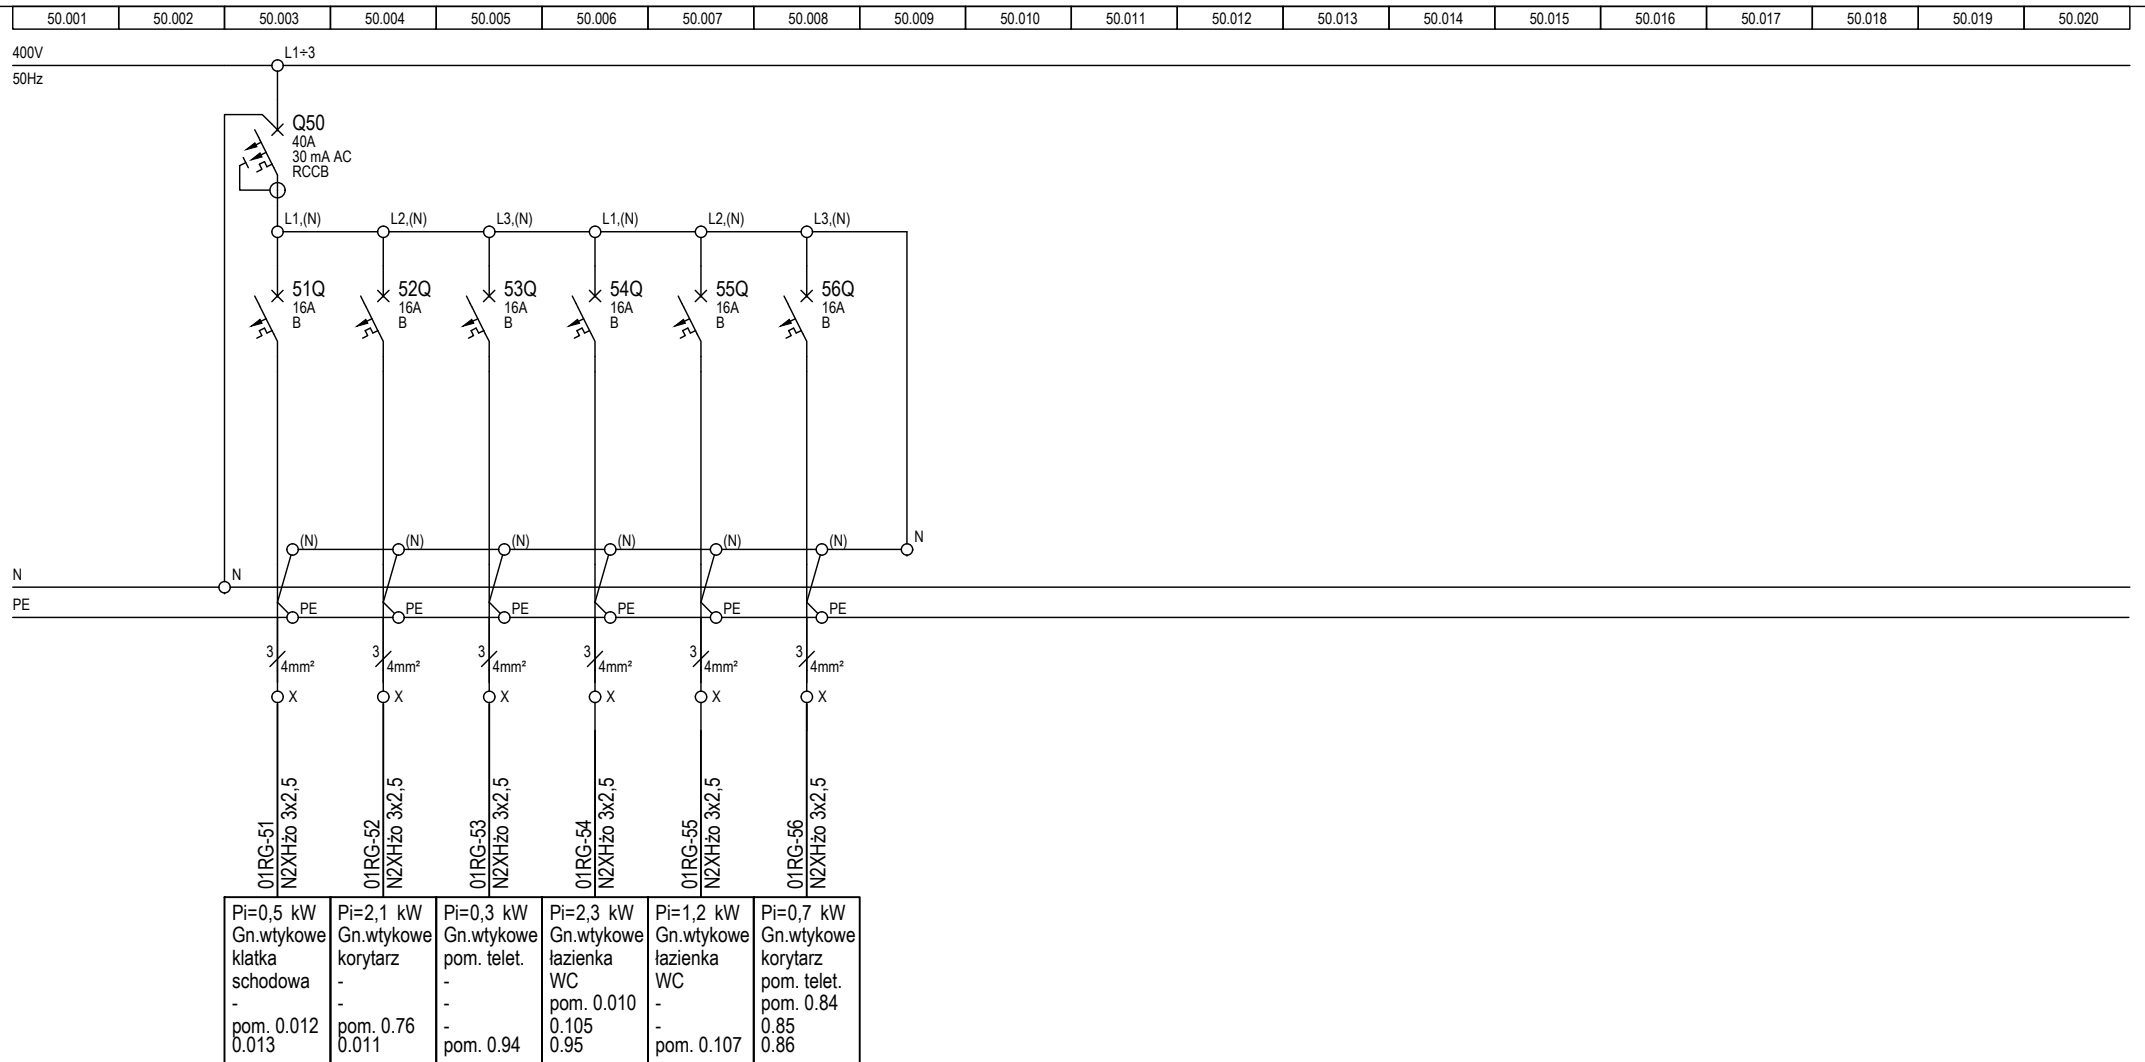 50.001 50.002 50.003 50.004 50.005 50.006 50.007 50.008 50.009 50.010 50.011 50.012 50.013 50.014 50.015 50.016 50.017 50.018 50.019 50.020
400V
L1÷3
50Hz
Q50
40A
30 mA AC
RCCB
L1,(N) L2,(N) L3,(N) L1,(N) L2,(N) L3,(N)
51Q 52Q 53Q 54Q 55Q 56Q
16A 16A 16A 16A 16A 16A
B B B B B B
(N) (N) (N) (N) (N) (N) N
N N
PE PE PE PE PE PE PE
3 3 3 3 3 3
4mm² 4mm² 4mm² 4mm² 4mm² 4mm²
X X X X X X
01RG-51
N2XHżo 3x2,5
01RG-52
N2XHżo 3x2,5
01RG-53
N2XHżo 3x2,5
01RG-54
N2XHżo 3x2,5
01RG-55
N2XHżo 3x2,5
01RG-56
N2XHżo 3x2,5
Pi=0,5 kW
Gn.wtykowe
klatka
schodowa
-
pom. 0.012
0.013
Pi=2,1 kW
Gn.wtykowe
korytarz
-
-
pom. 0.76
0.011
Pi=0,3 kW
Gn.wtykowe
pom. telet.
-
-
-
pom. 0.94
Pi=2,3 kW
Gn.wtykowe
łazienka
WC
pom. 0.010
0.105
0.95
Pi=1,2 kW
Gn.wtykowe
łazienka
WC
-
-
pom. 0.107
Pi=0,7 kW
Gn.wtykowe
korytarz
pom. telet.
pom. 0.84
0.85
0.86